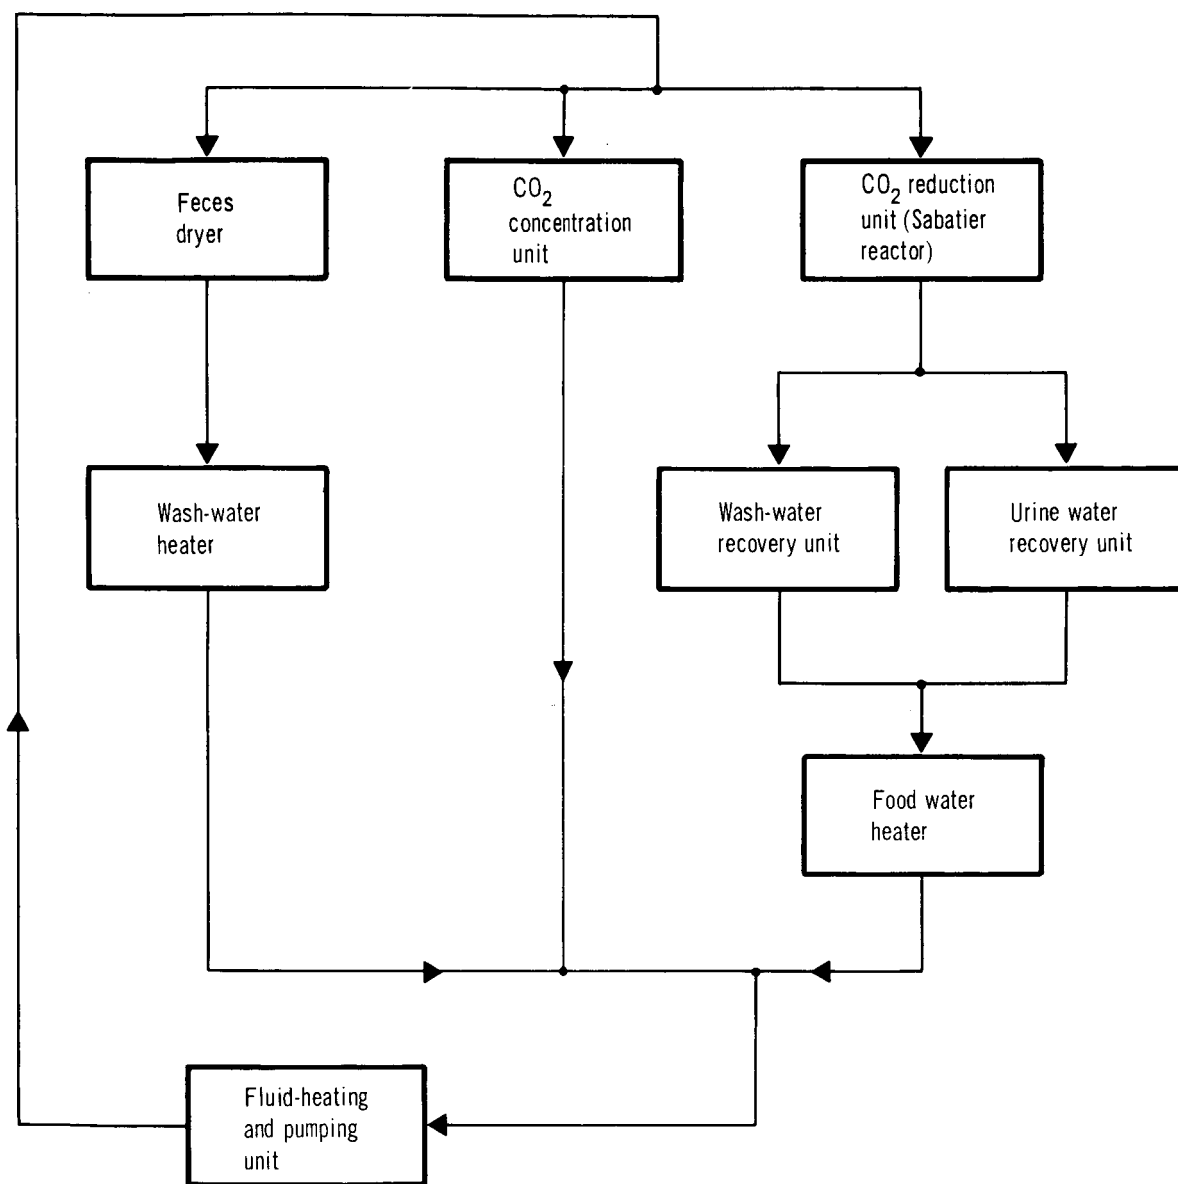 Feces
dryer
CO2
concentration
unit
CO2 reduction
unit (Sabatier
reactor)
Wash-water
heater
Wash-water
recovery unit
Urine water
recovery unit
Food water
heater
Fluid-heating
and pumping
unit